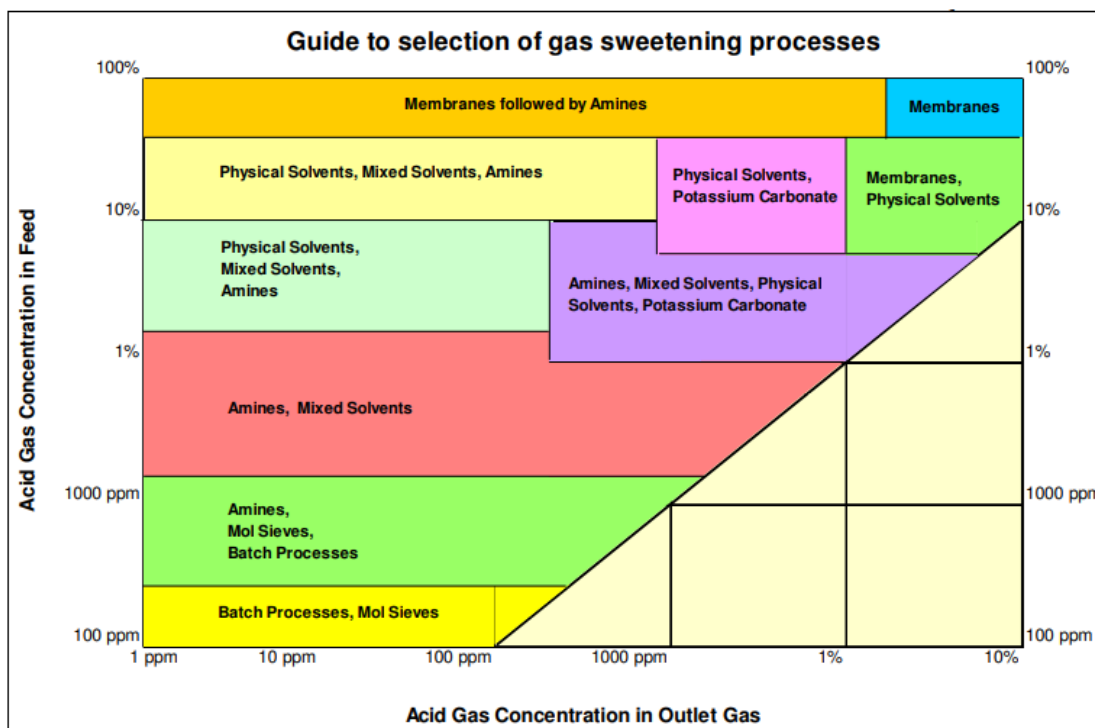 Guide to selection of gas sweetening processes
100%
100%
Membranes followed by Amines
Membranes
Physical Solvents, Mixed Solvents, Amines
Physical Solvents,
Potassium Carbonate
Membranes,
Physical Solvents
10%
10%
Physical Solvents,
Mixed Solvents,
Amines
Amines, Mixed Solvents, Physical
Solvents, Potassium Carbonate
Acid Gas Concentration in Feed
1%
1%
Amines, Mixed Solvents
1000 ppm
1000 ppm
Amines,
Mol Sieves,
Batch Processes
Batch Processes, Mol Sieves
100 ppm
100 ppm
1 ppm
10 ppm
100 ppm
1000 ppm
1%
10%
Acid Gas Concentration in Outlet Gas